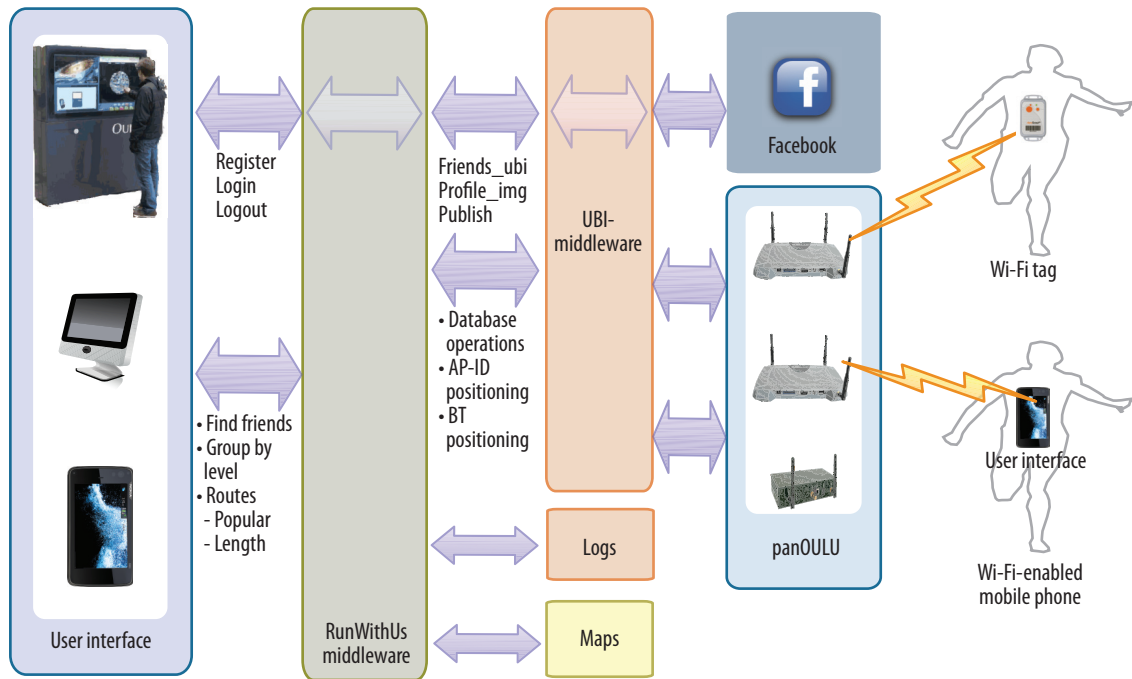 OU
User interface
Register
Login
Logout
• Find friends
• Group by
level
• Routes
- Popular
- Length
RunWithUs
middleware
Friends_ubi
Profile_img
Publish
• Database
operations
• AP-ID
positioning
• BT
positioning
UBI-
middleware
Logs
Maps
f
Facebook
panOULU
Wi-Fi tag
User interface
Wi-Fi-enabled
mobile phone